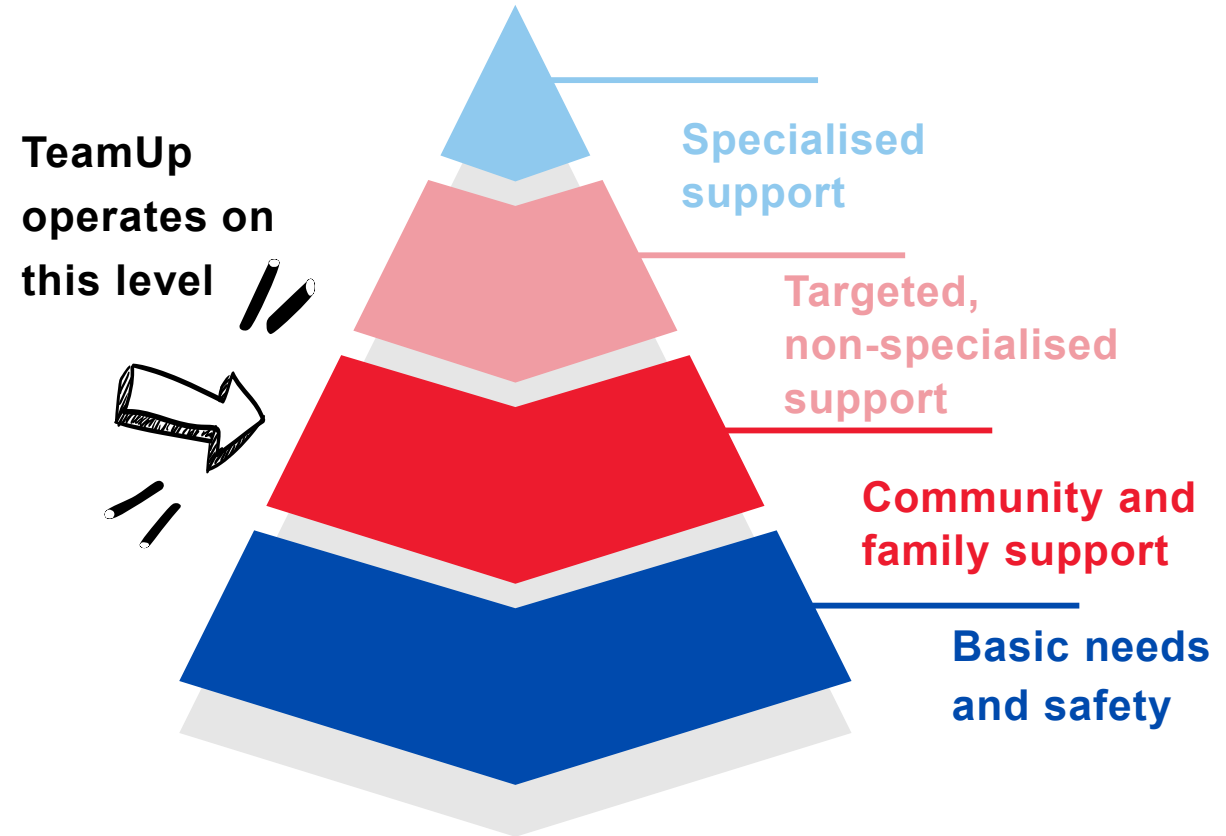 TeamUp
operates on
this level
Specialised
support
Targeted,
non-specialised
support
Community and
family support
Basic needs
and safety